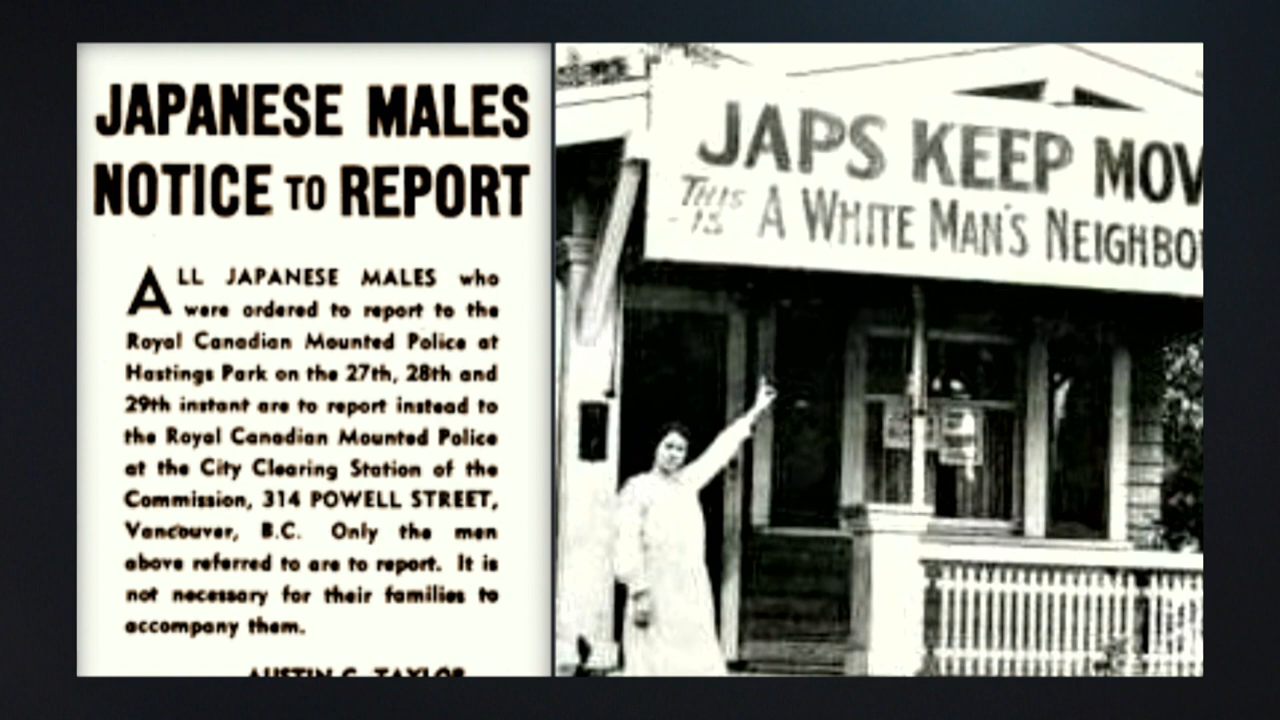 JAPANESE MALES
NOTICE TO REPORT
ALL JAPANESE MALES who
were ordered to report to the
Royal Canadian Mounted Police at
Hastings Park on the 27th, 28th and
29th instant are to report instead to
the Royal Canadian Mounted Police
at the City Clearing Station of the
Commission, 314 POWELL STREET,
Vancouver, B.C. Only the men
above referred to are to report. It is
not necessary for their families to
accompany them.
AUSTIN C. TAYLOR
JAPS KEEP MOV
THIS IS A WHITE MAN'S NEIGHBO